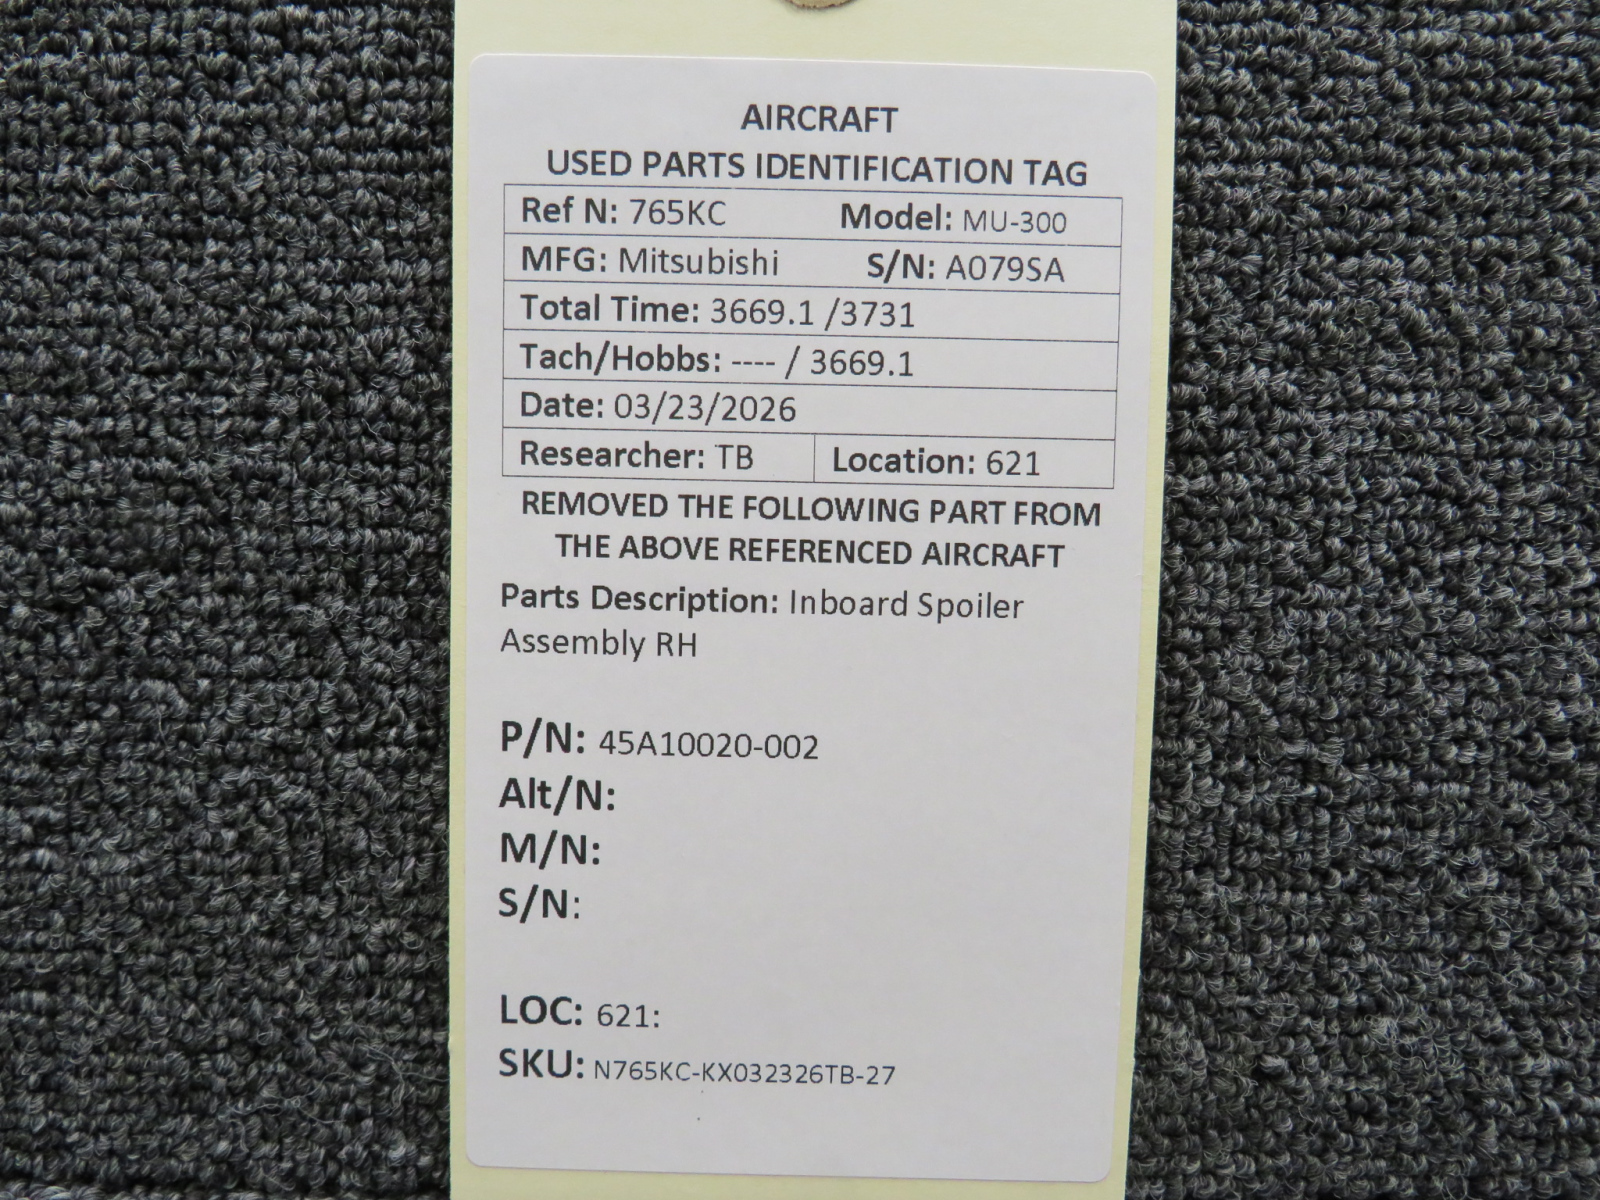 AIRCRAFT
USED PARTS IDENTIFICATION TAG
Ref N: 765KC Model: MU-300
MFG: Mitsubishi S/N: A079SA
Total Time: 3669.1 /3731
Tach/Hobbs: ---- / 3669.1
Date: 03/23/2026
Researcher: TB Location: 621
REMOVED THE FOLLOWING PART FROM
THE ABOVE REFERENCED AIRCRAFT
Parts Description: Inboard Spoiler
Assembly RH
P/N: 45A10020-002
Alt/N:
M/N:
S/N:
LOC: 621:
SKU: N765KC-KX032326TB-27